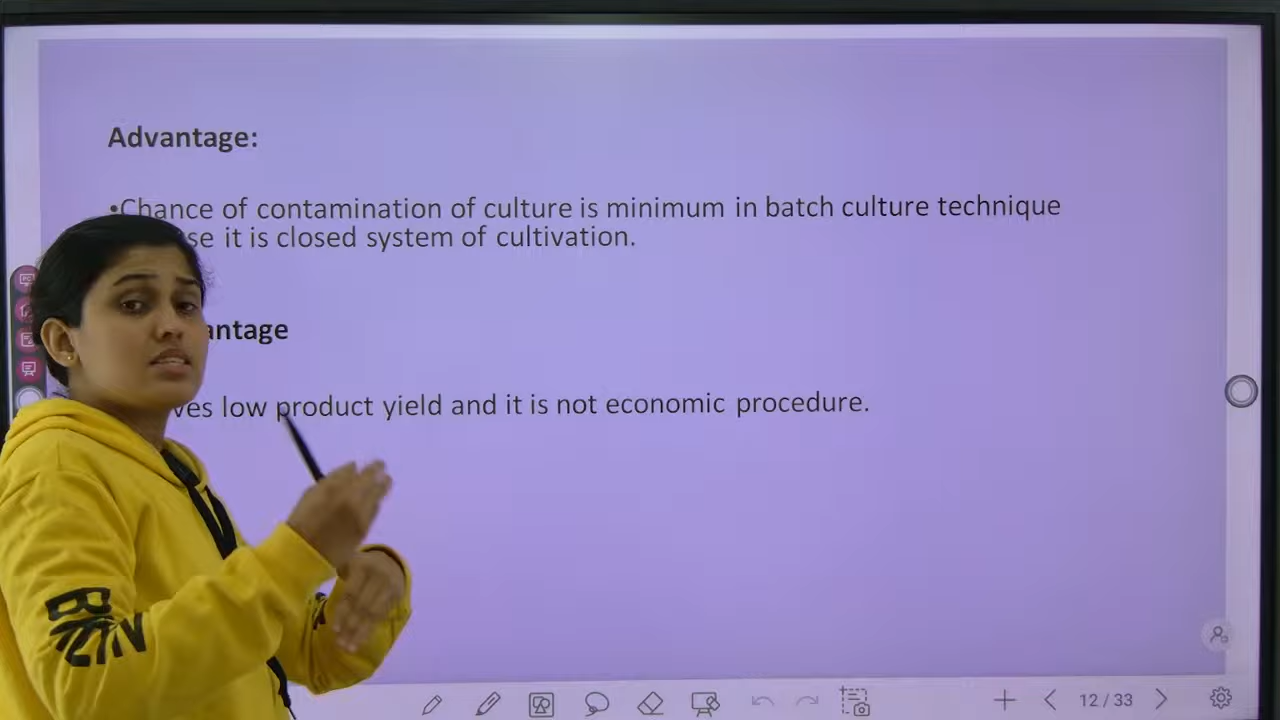 Advantage:
•Chance of contamination of culture is minimum in batch culture technique
se it is closed system of cultivation.
antage
ves low product yield and it is not economic procedure.
12 / 33